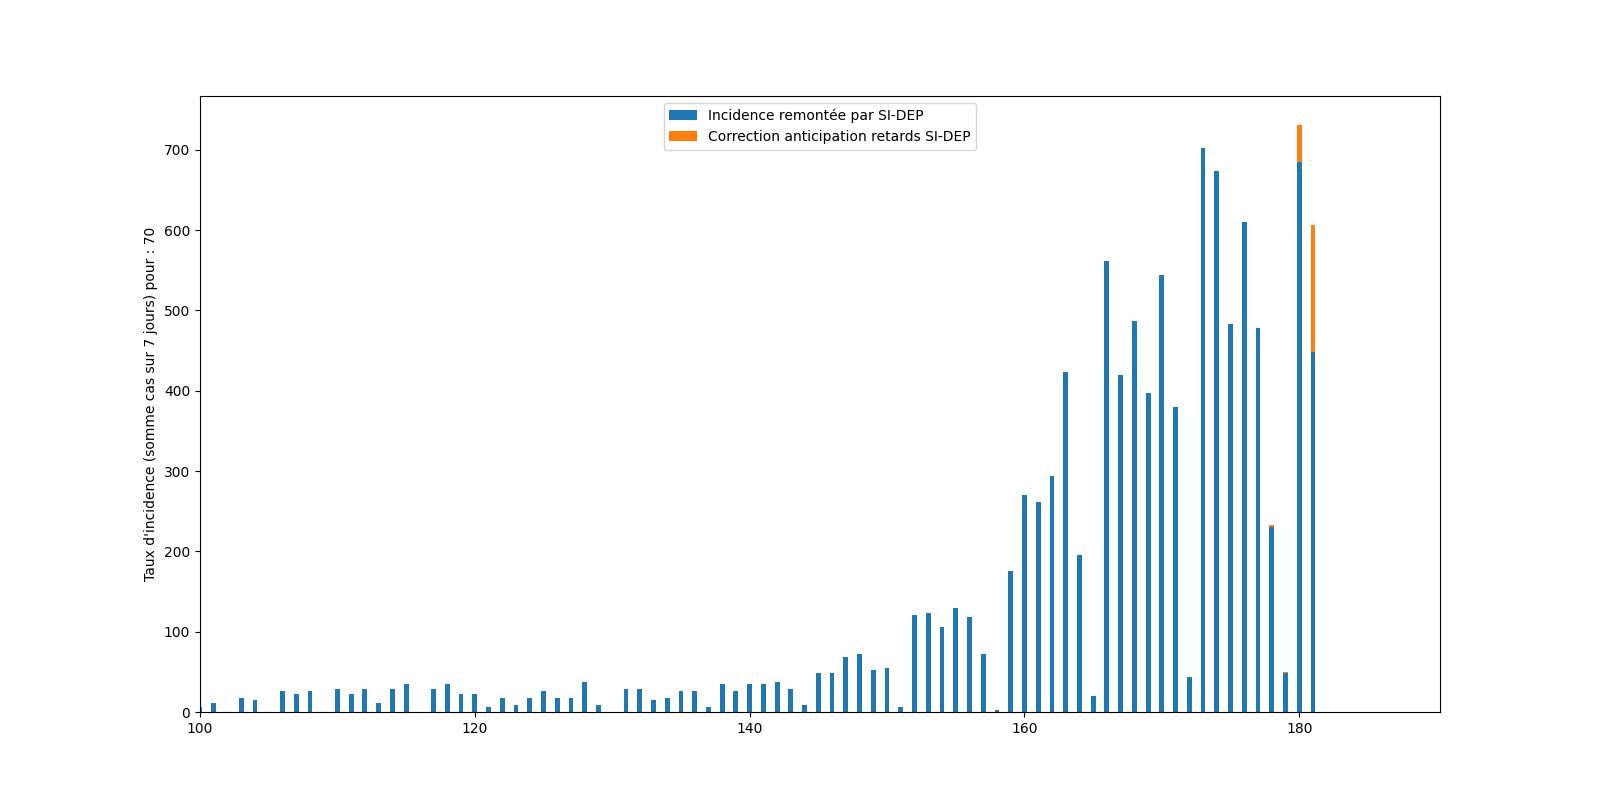 Incidence remontée par SI-DEP
Correction anticipation retards SI-DEP
Taux d'incidence (somme cas sur 7 jours) pour : 70
700
600
500
400
300
200
100
0
100 120 140 160 180